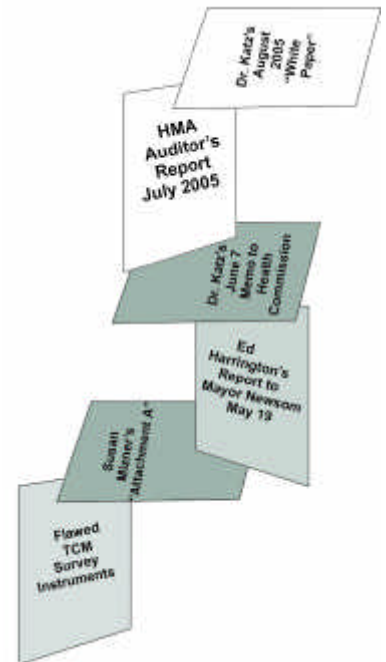 Dr. Katz's
August
2005
"White
Paper"
HMA
Auditor's
Report
July 2005
Dr. Katz's
June 7
Memo to
Health
Commission
Ed
Harrington's
Report to
Mayor Newsom
May 19
Susan
Mizner's
"Attachment A"
Flawed
TCM
Survey
Instruments